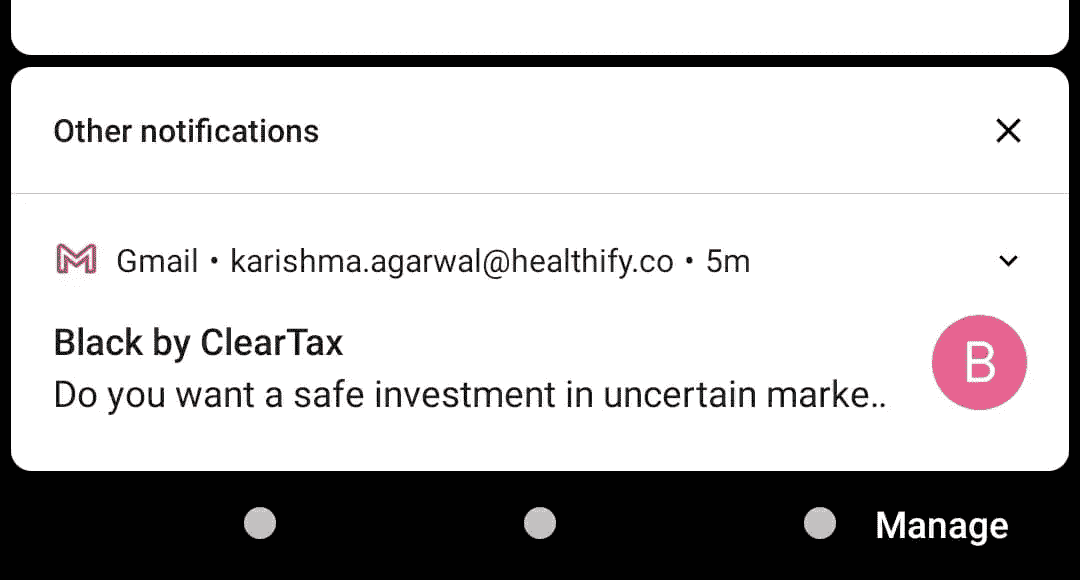 Other notifications
Gmail • karishma.agarwal@healthify.co • 5m
Black by ClearTax
Do you want a safe investment in uncertain marke..
B
Manage